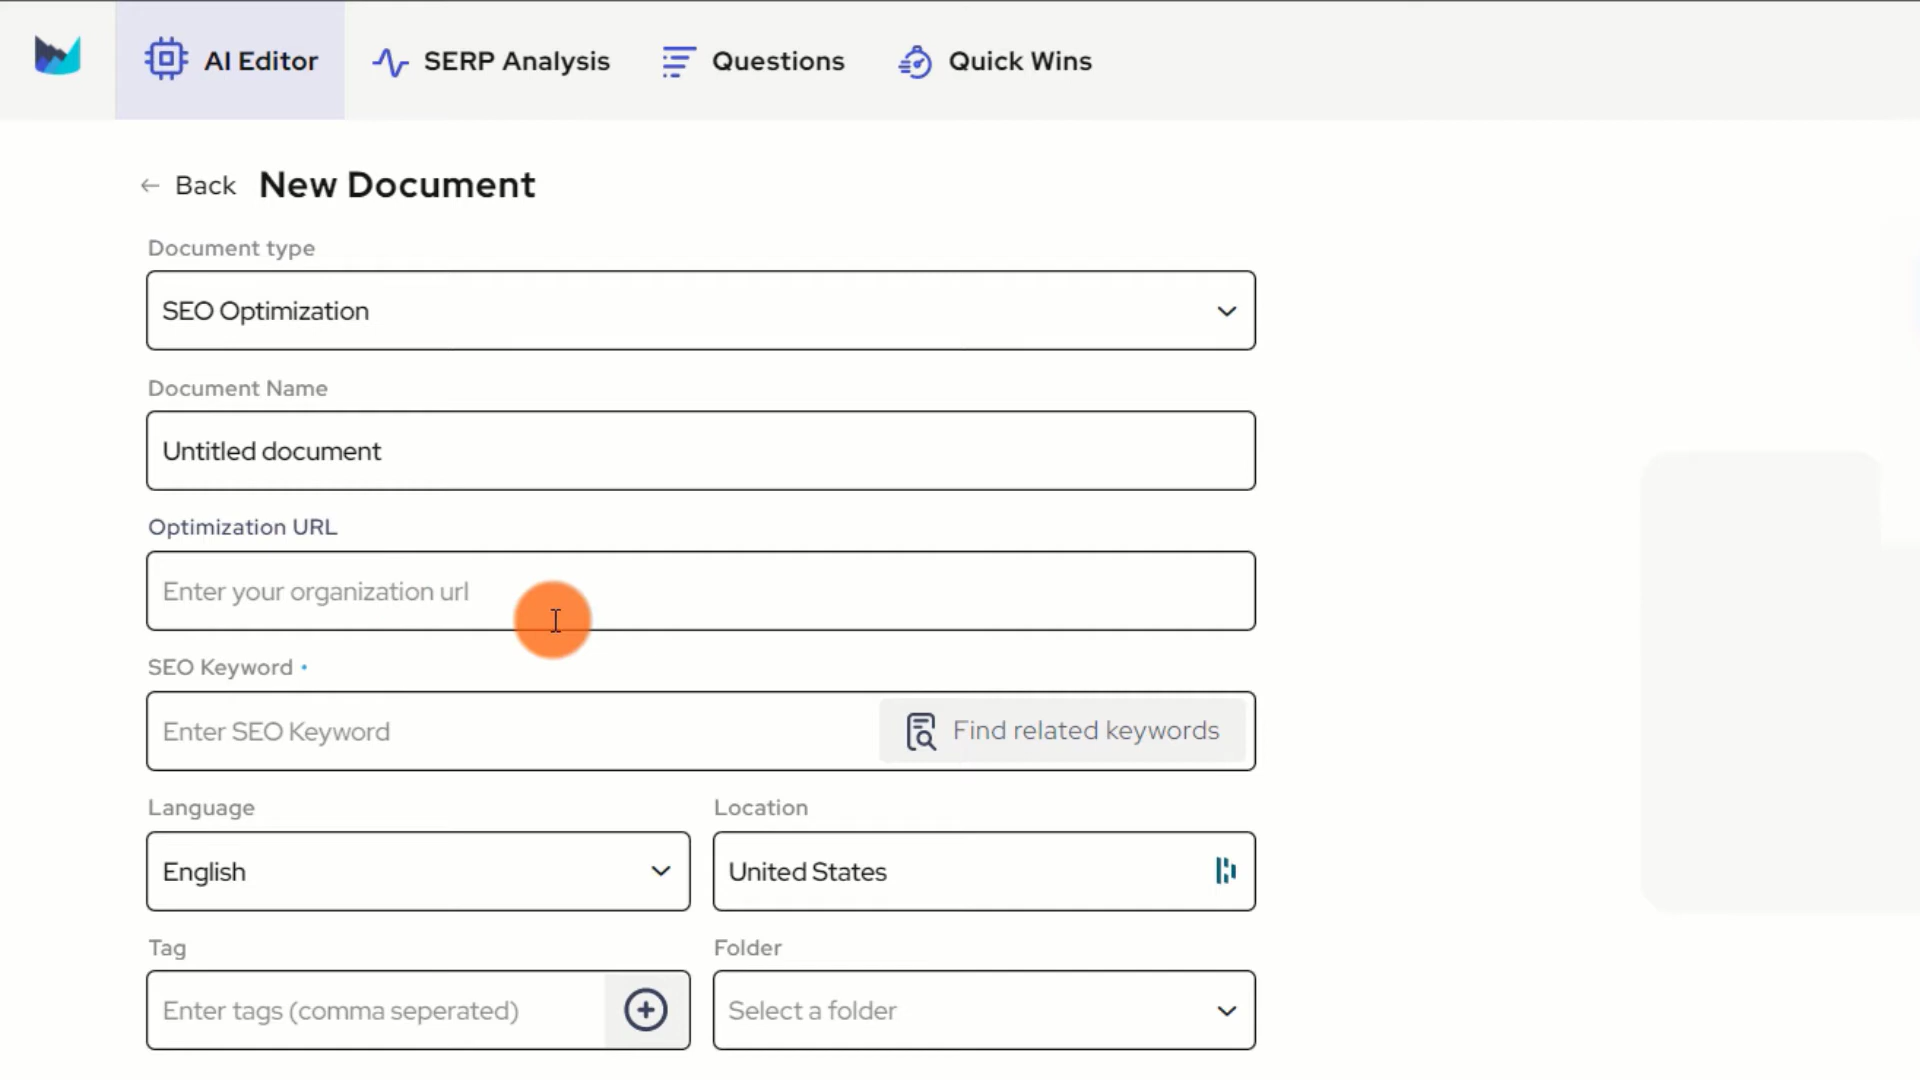 AI Editor SERP Analysis Questions Quick Wins
Back New Document
Document type
SEO Optimization
Document Name
Untitled document
Optimization URL
Enter your organization url
SEO Keyword •
Enter SEO Keyword Find related keywords
Language Location
English United States
Tag Folder
Enter tags (comma seperated) Select a folder